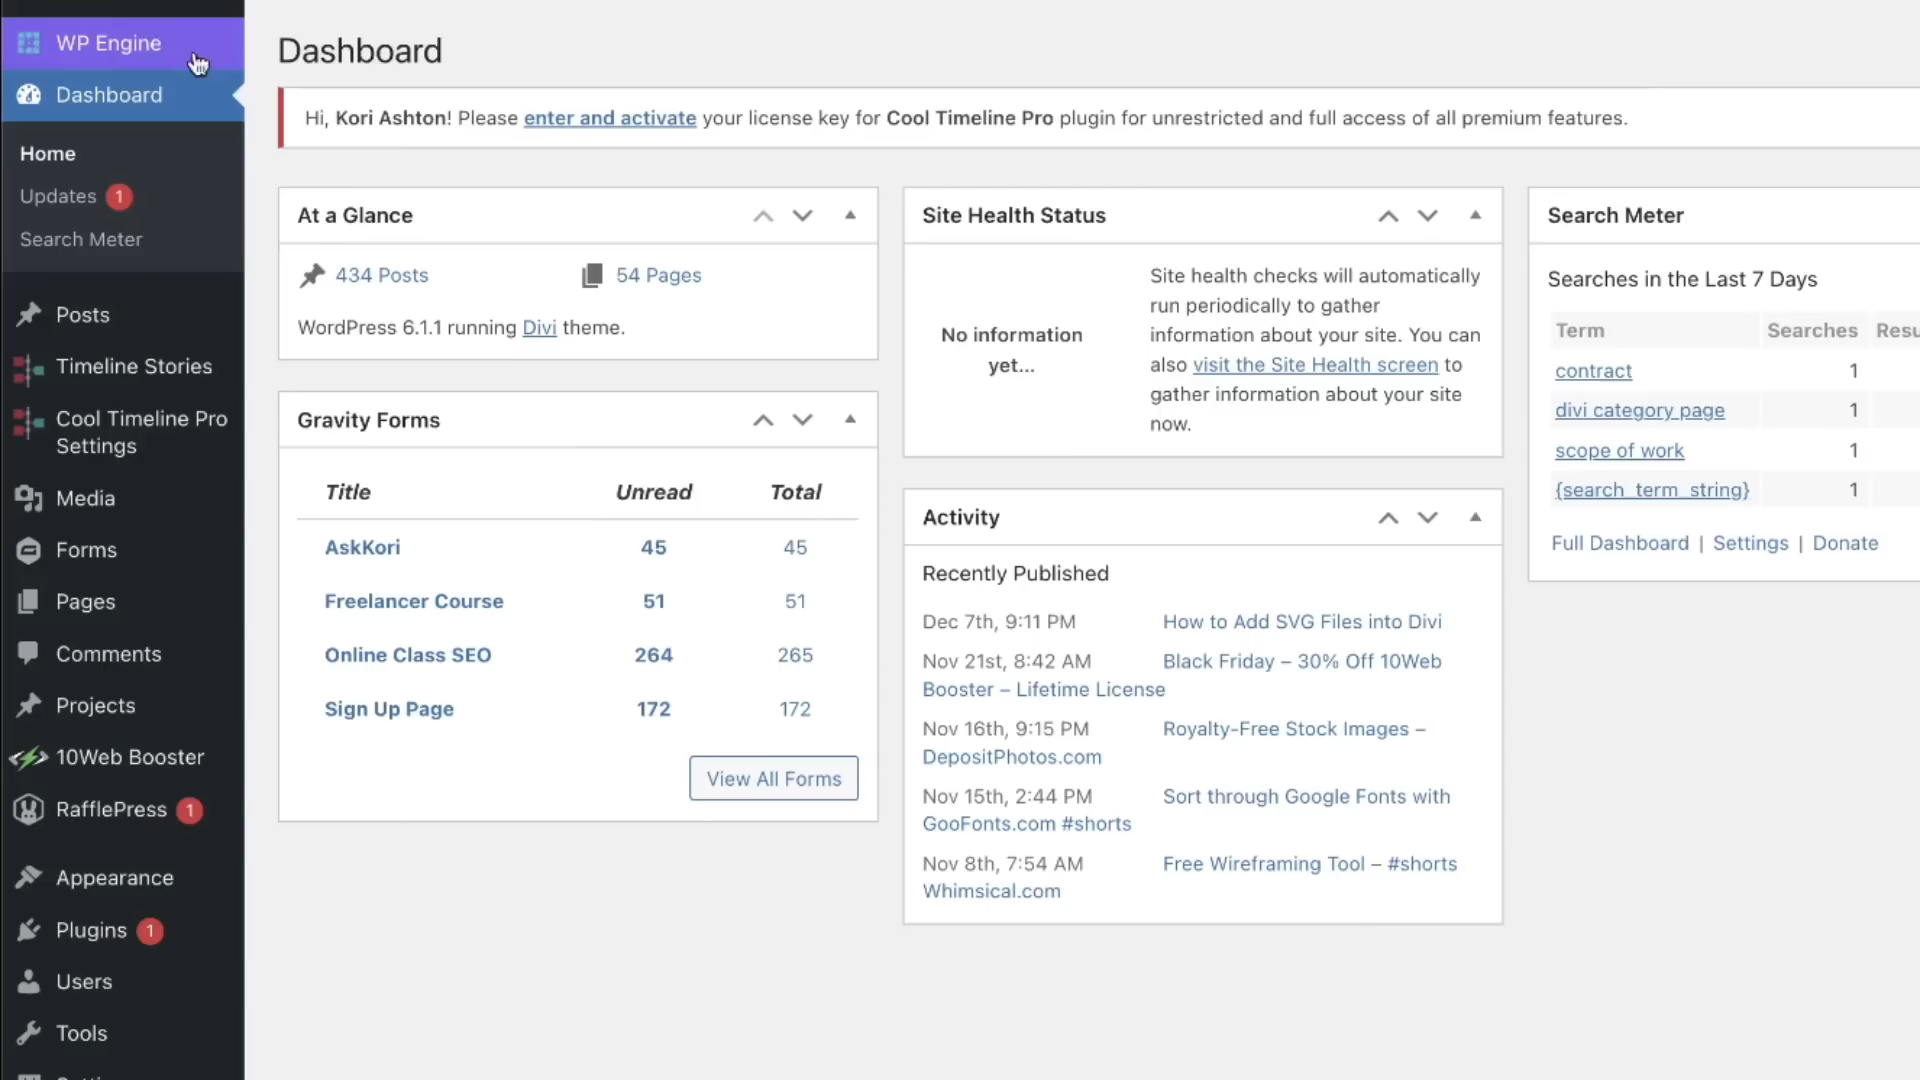 WP Engine
Dashboard
Home
Updates 1
Search Meter
Posts
Timeline Stories
Cool Timeline Pro
Settings
Media
Forms
Pages
Comments
Projects
10Web Booster
RafflePress 1
Appearance
Plugins 1
Users
Tools
Dashboard
Hi, Kori Ashton! Please enter and activate your license key for Cool Timeline Pro plugin for unrestricted and full access of all premium features.
At a Glance
434 Posts
54 Pages
WordPress 6.1.1 running Divi theme.
Gravity Forms
Title Unread Total
AskKori 45 45
Freelancer Course 51 51
Online Class SEO 264 265
Sign Up Page 172 172
View All Forms
Site Health Status
No information
yet...
Site health checks will automatically
run periodically to gather
information about your site. You can
also visit the Site Health screen to
gather information about your site
now.
Activity
Recently Published
Dec 7th, 9:11 PM How to Add SVG Files into Divi
Nov 21st, 8:42 AM Black Friday – 30% Off 10Web
Booster – Lifetime License
Nov 16th, 9:15 PM Royalty-Free Stock Images –
DepositPhotos.com
Nov 15th, 2:44 PM Sort through Google Fonts with
GooFonts.com #shorts
Nov 8th, 7:54 AM Free Wireframing Tool – #shorts
Whimsical.com
Search Meter
Searches in the Last 7 Days
Term Searches Resu
contract 1
divi category page 1
scope of work 1
{search_term_string} 1
Full Dashboard | Settings | Donate